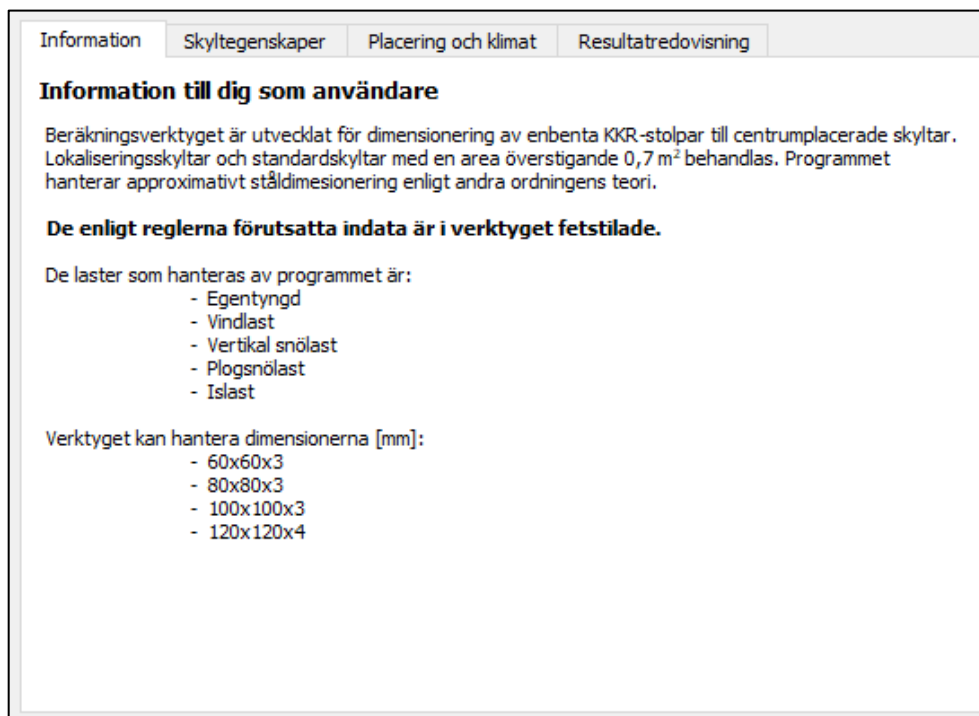 Information Skyltegenskaper Placering och klimat Resultatredovisning
Information till dig som användare
Beräkningsverktyget är utvecklat för dimensionering av enbenta KKR-stolpar till centrumplacerade skyltar.
Lokaliseringsskyltar och standardskyltar med en area överstigande 0,7 m² behandlas. Programmet
hanterar approximativt ståldimesionering enligt andra ordningens teori.
De enligt reglerna förutsatta indata är i verktyget fetstilade.
De laster som hanteras av programmet är:
- Egentyngd
- Vindlast
- Vertikal snölast
- Plogsnölast
- Islast
Verktyget kan hantera dimensionerna [mm]:
- 60x60x3
- 80x80x3
- 100x100x3
- 120x120x4